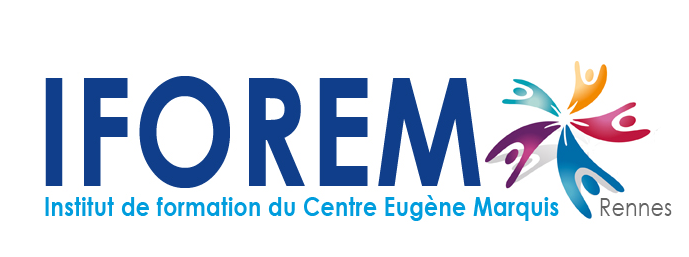 IFOREM
Institut de formation du Centre Eugène Marquis Rennes